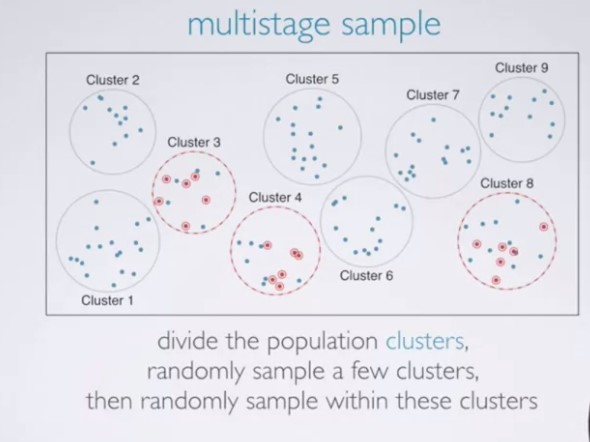 multistage sample
Cluster 2
Cluster 5
Cluster 9
Cluster 7
Cluster 3
Cluster 4
Cluster 8
Cluster 6
Cluster 1
divide the population clusters,
randomly sample a few clusters,
then randomly sample within these clusters